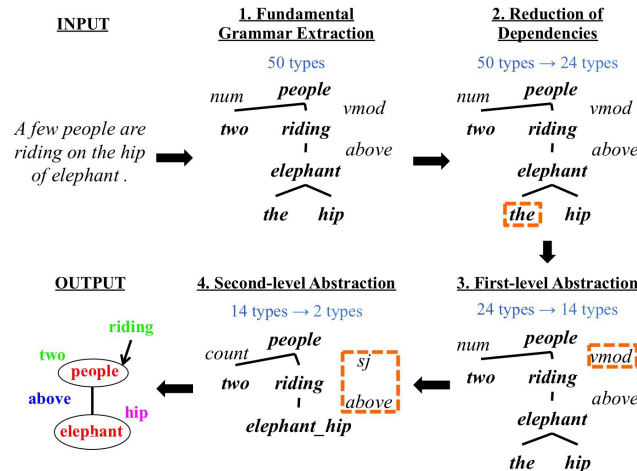 INPUT
A few people are
riding on the hip
of elephant .
1. Fundamental
Grammar Extraction
50 types
people
num
vmod
two
riding
above
elephant
the
hip
2. Reduction of
Dependencies
50 types → 24 types
people
num
vmod
two
riding
above
elephant
the
hip
3. First-level Abstraction
24 types → 14 types
people
num
vmod
two
riding
above
elephant
the
hip
4. Second-level Abstraction
14 types → 2 types
people
count
sj
two
riding
above
elephant_hip
OUTPUT
riding
two
people
above
hip
elephant